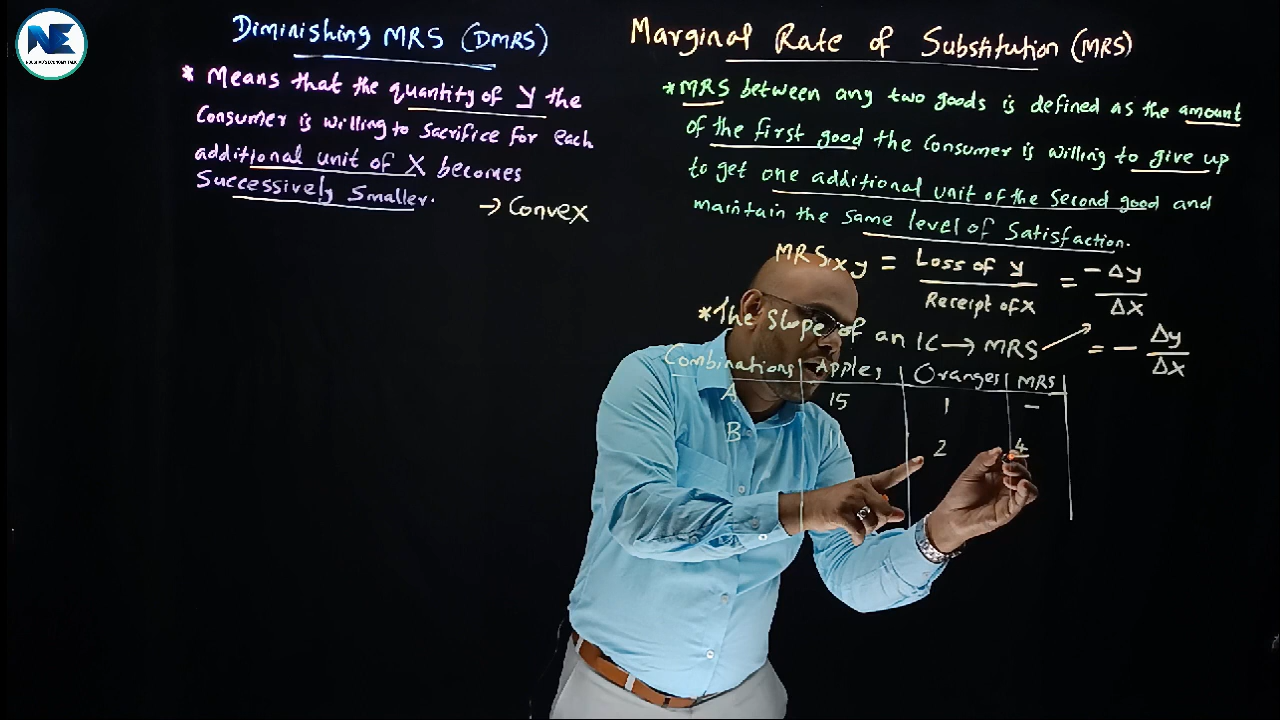 NE
Diminishing MRS (DMRS)
* Means that the quantity of Y the
Consumer is willing to sacrifice for each
additional unit of X becomes
Successively Smaller.
→ Convex
Marginal Rate of Substitution (MRS)
* MRS between any two goods is defined as the amount
of the first good the Consumer is willing to give up
to get one additional unit of the second good and
maintain the same level of Satisfaction.
MRS xy = Loss of y / Receipt of X = -Δy / ΔX
* The Slope of an IC → MRS = - Δy / Δx
Combinations Apples Oranges MRS
A 15 1 -
B 2 4